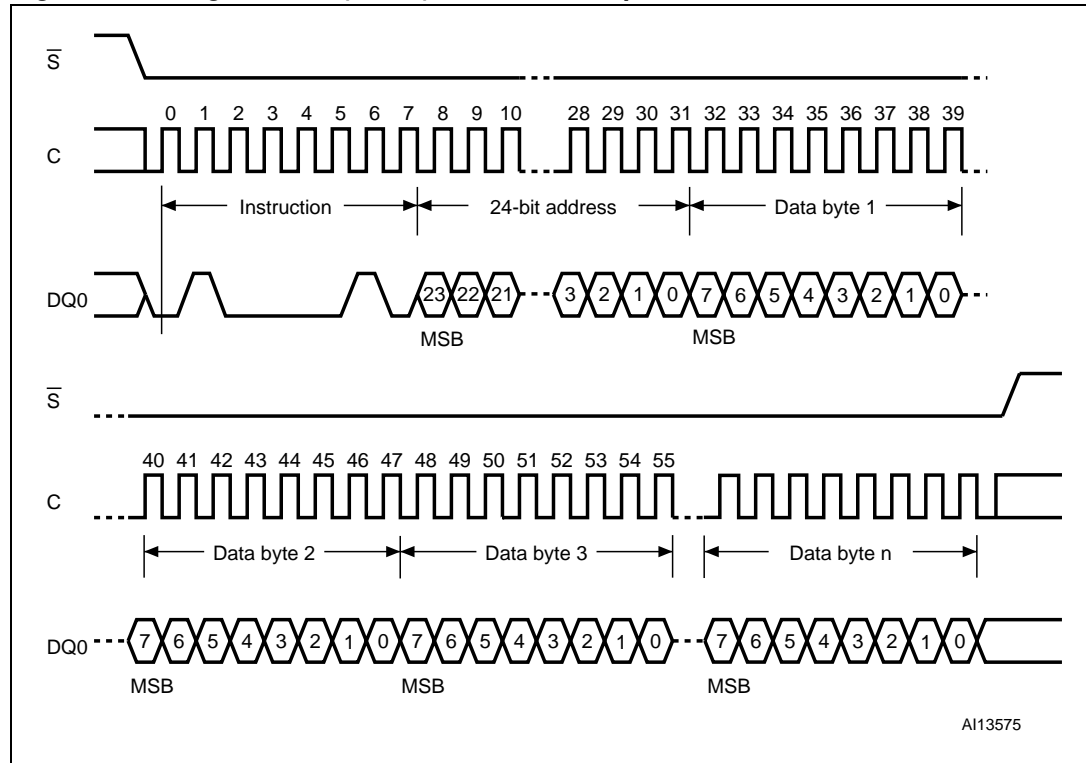 S
0 1 2 3 4 5 6 7 8 9 10 28 29 30 31 32 33 34 35 36 37 38 39
C
Instruction 24-bit address Data byte 1
DQ0 23 22 21 3 2 1 0 7 6 5 4 3 2 1 0
MSB MSB
S
40 41 42 43 44 45 46 47 48 49 50 51 52 53 54 55
C
Data byte 2 Data byte 3 Data byte n
DQ0 7 6 5 4 3 2 1 0 7 6 5 4 3 2 1 0 7 6 5 4 3 2 1 0
MSB MSB MSB
AI13575